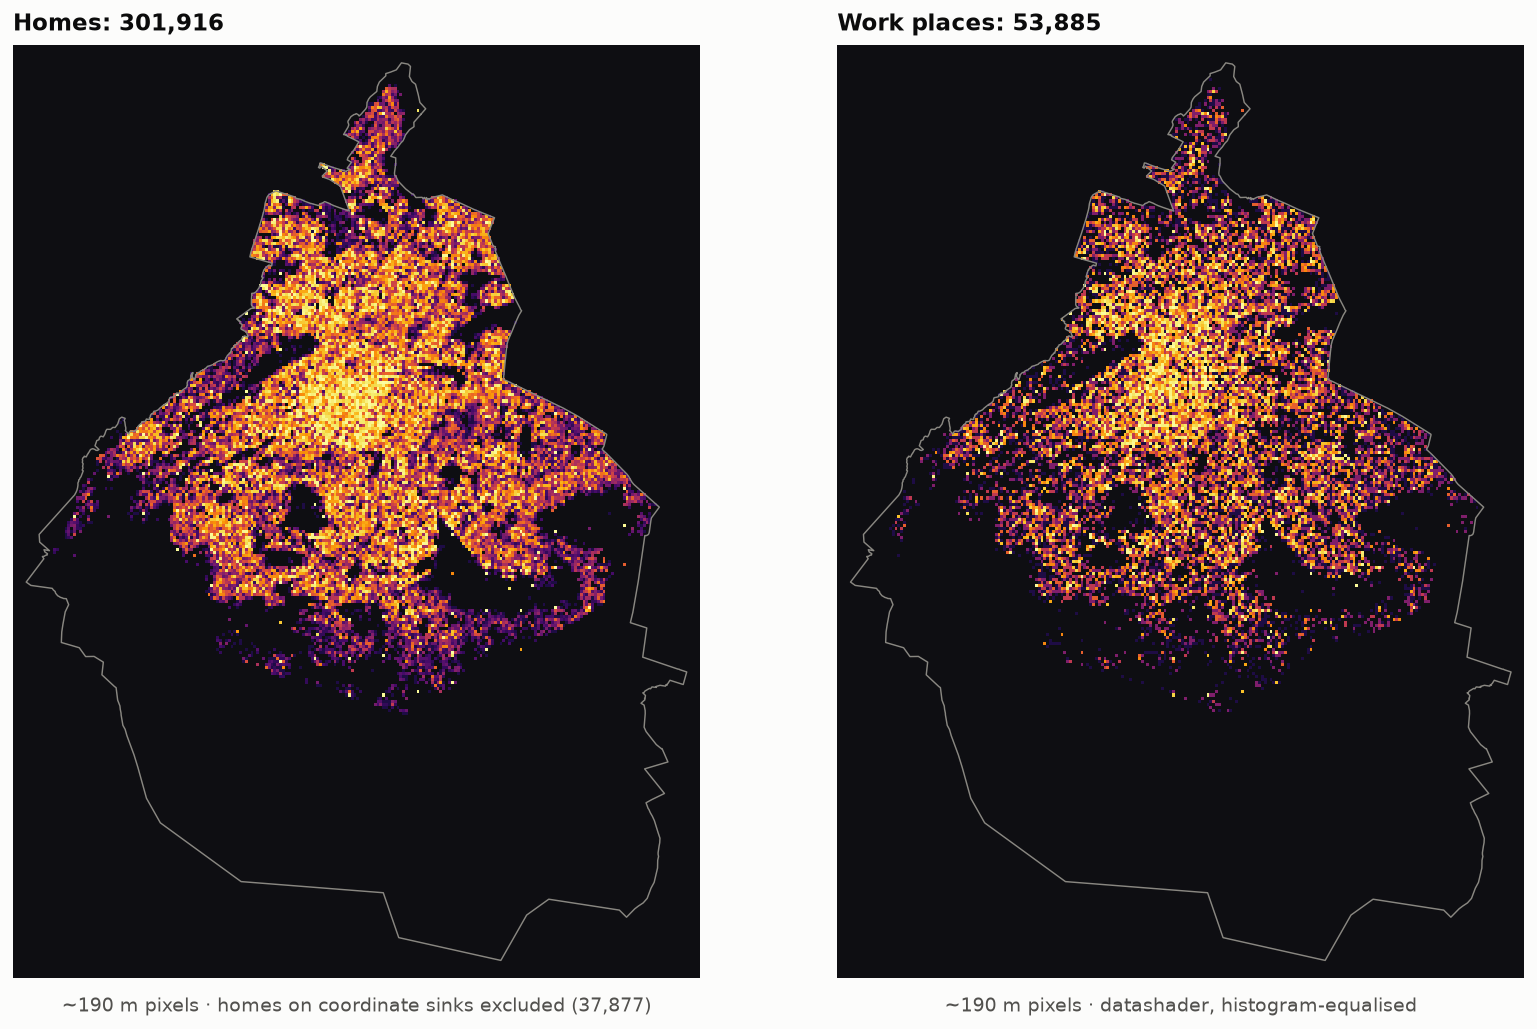 Homes: 301,916
Work places: 53,885
~190 m pixels · homes on coordinate sinks excluded (37,877)
~190 m pixels · datashader, histogram-equalised